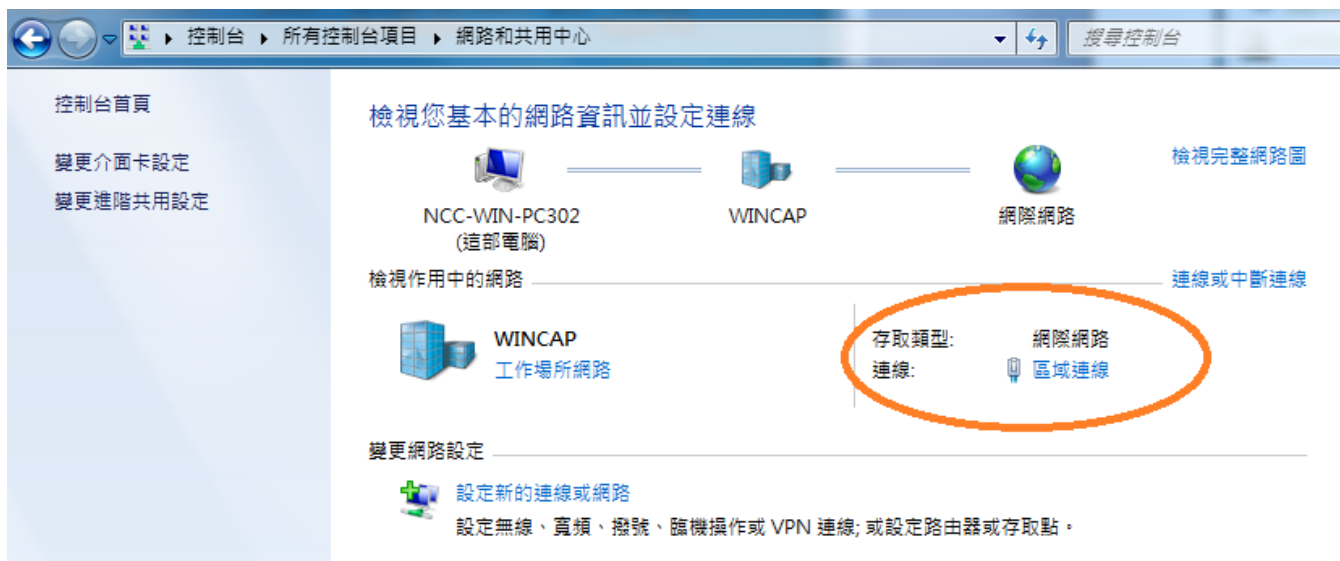 控制台 ▸ 所有控制台項目 ▸ 網路和共用中心
搜尋控制台
控制台首頁
變更介面卡設定
變更進階共用設定
檢視您基本的網路資訊並設定連線
檢視完整網路圖
NCC-WIN-PC302
(這部電腦)
WINCAP
網際網路
檢視作用中的網路
連線或中斷連線
WINCAP
工作場所網路
存取類型: 網際網路
連線: 區域連線
變更網路設定
設定新的連線或網路
設定無線、寬頻、撥號、臨機操作或 VPN 連線; 或設定路由器或存取點。